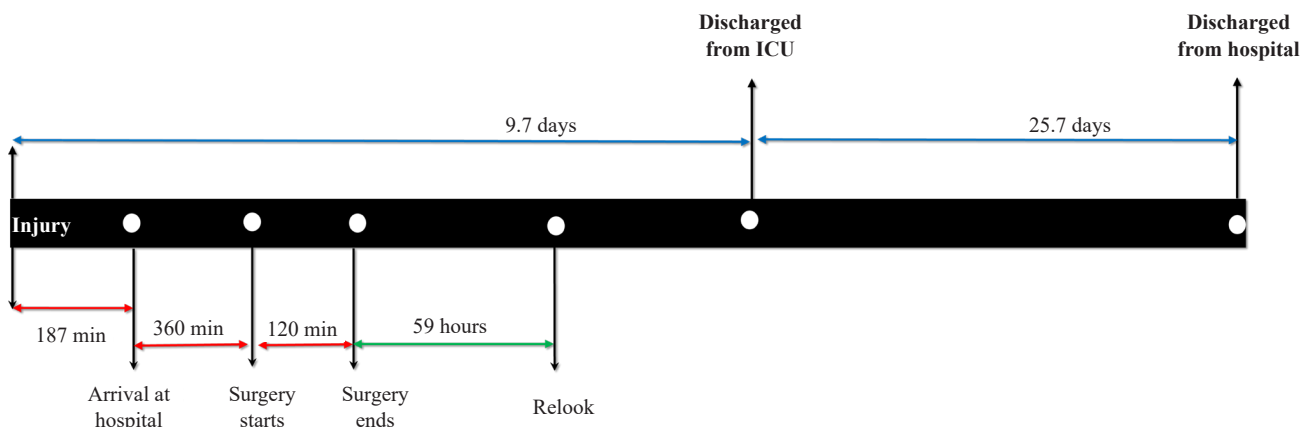 Discharged
from ICU
Discharged
from hospital
9.7 days
25.7 days
Injury
187 min
360 min
120 min
59 hours
Arrival at
hospital
Surgery
starts
Surgery
ends
Relook